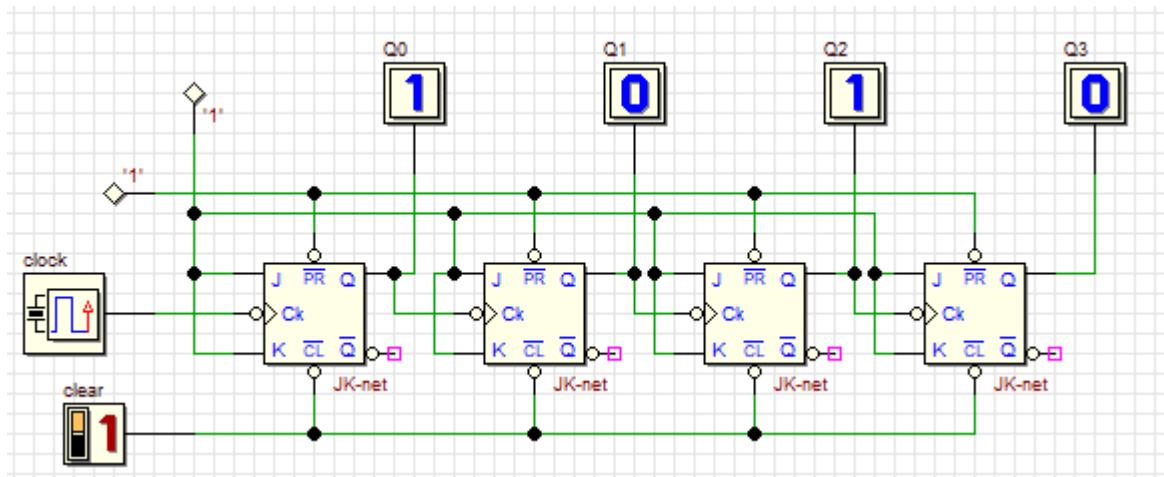 Q0 Q1 Q2 Q3
1 0 1 0
'1'
'1'
clock
J PR Q J PR Q J PR Q J PR Q
Ck Ck Ck Ck
K CL Q K CL Q K CL Q K CL Q
JK-net JK-net JK-net JK-net
clear
1